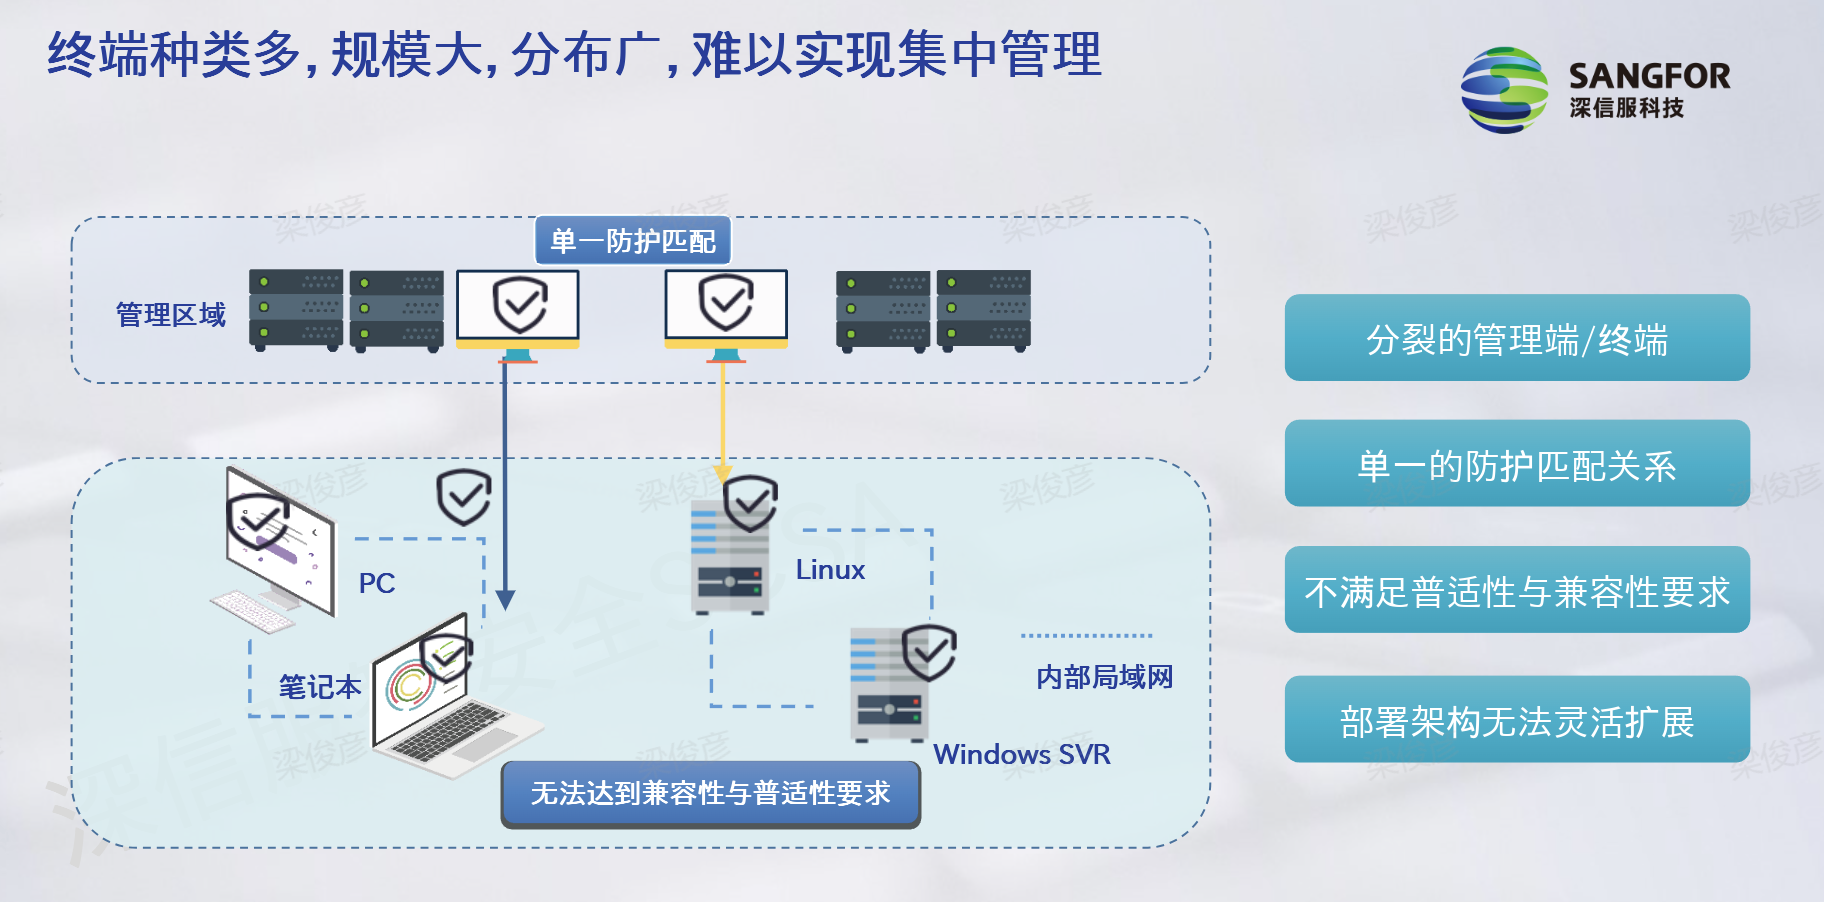 终端种类多，规模大，分布广，难以实现集中管理
SANGFOR
深信服科技
单一防护匹配
管理区域
PC
笔记本
Linux
Windows SVR
内部局域网
无法达到兼容性与普适性要求
分裂的管理端/终端
单一的防护匹配关系
不满足普适性与兼容性要求
部署架构无法灵活扩展
梁俊彦
梁俊彦
梁俊彦
梁俊彦
梁俊彦
梁俊彦
梁俊彦
梁俊彦
梁俊彦
梁俊彦
梁俊彦
梁俊彦
梁俊彦